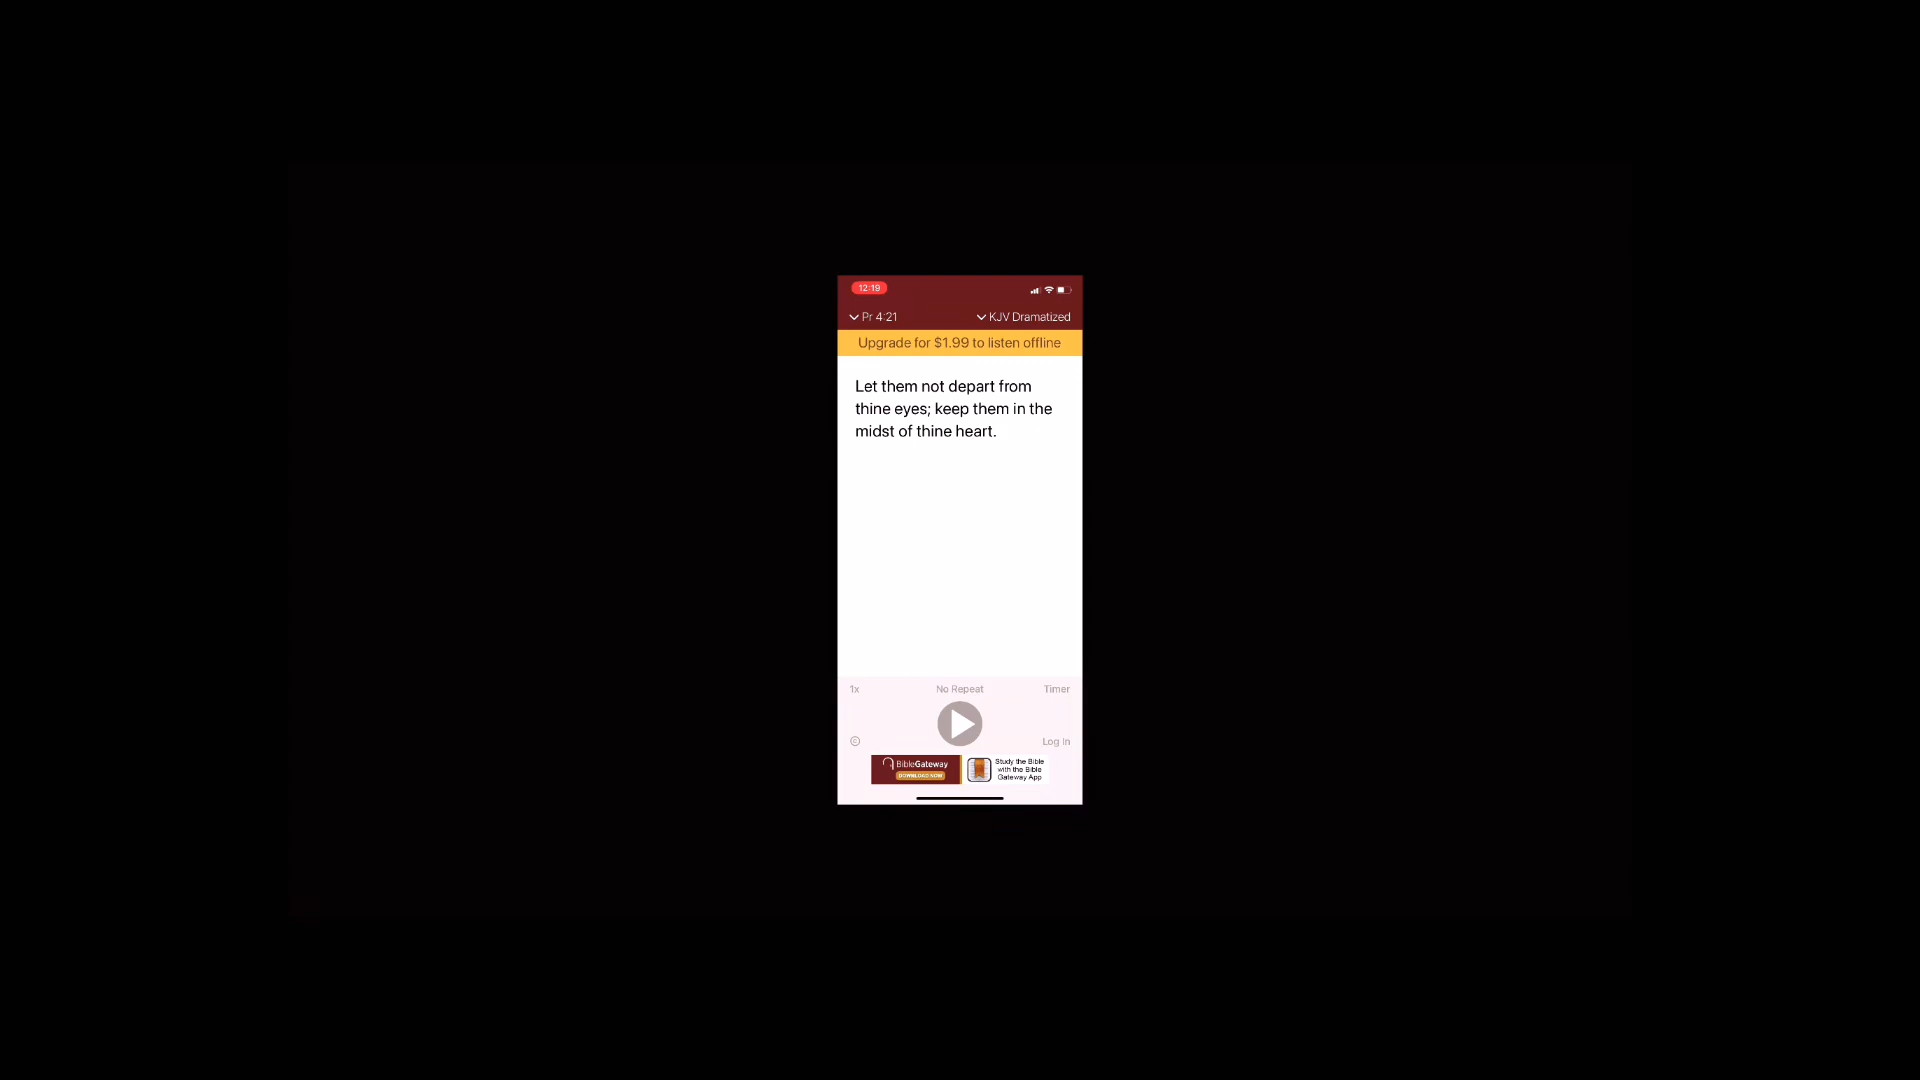 12:19
Pr 4:21 KJV Dramatized
Upgrade for $1.99 to listen offline
Let them not depart from
thine eyes; keep them in the
midst of thine heart.
1x No Repeat Timer
© Log In
BibleGateway
DOWNLOAD NOW
Study the Bible
with the Bible
Gateway App